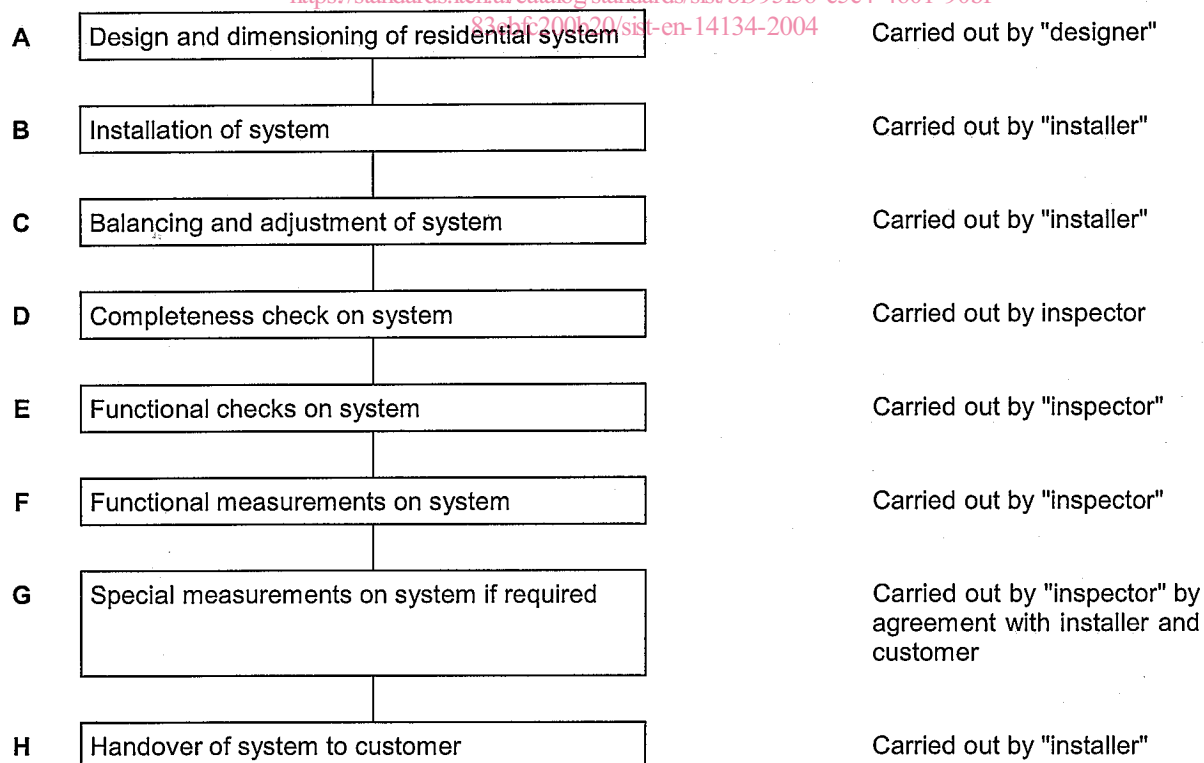 83ebfc200b20/sist-en-14134-2004
A Design and dimensioning of residential system Carried out by "designer"
B Installation of system Carried out by "installer"
C Balancing and adjustment of system Carried out by "installer"
D Completeness check on system Carried out by inspector
E Functional checks on system Carried out by "inspector"
F Functional measurements on system Carried out by "inspector"
G Special measurements on system if required Carried out by "inspector" by
agreement with installer and
customer
H Handover of system to customer Carried out by "installer"